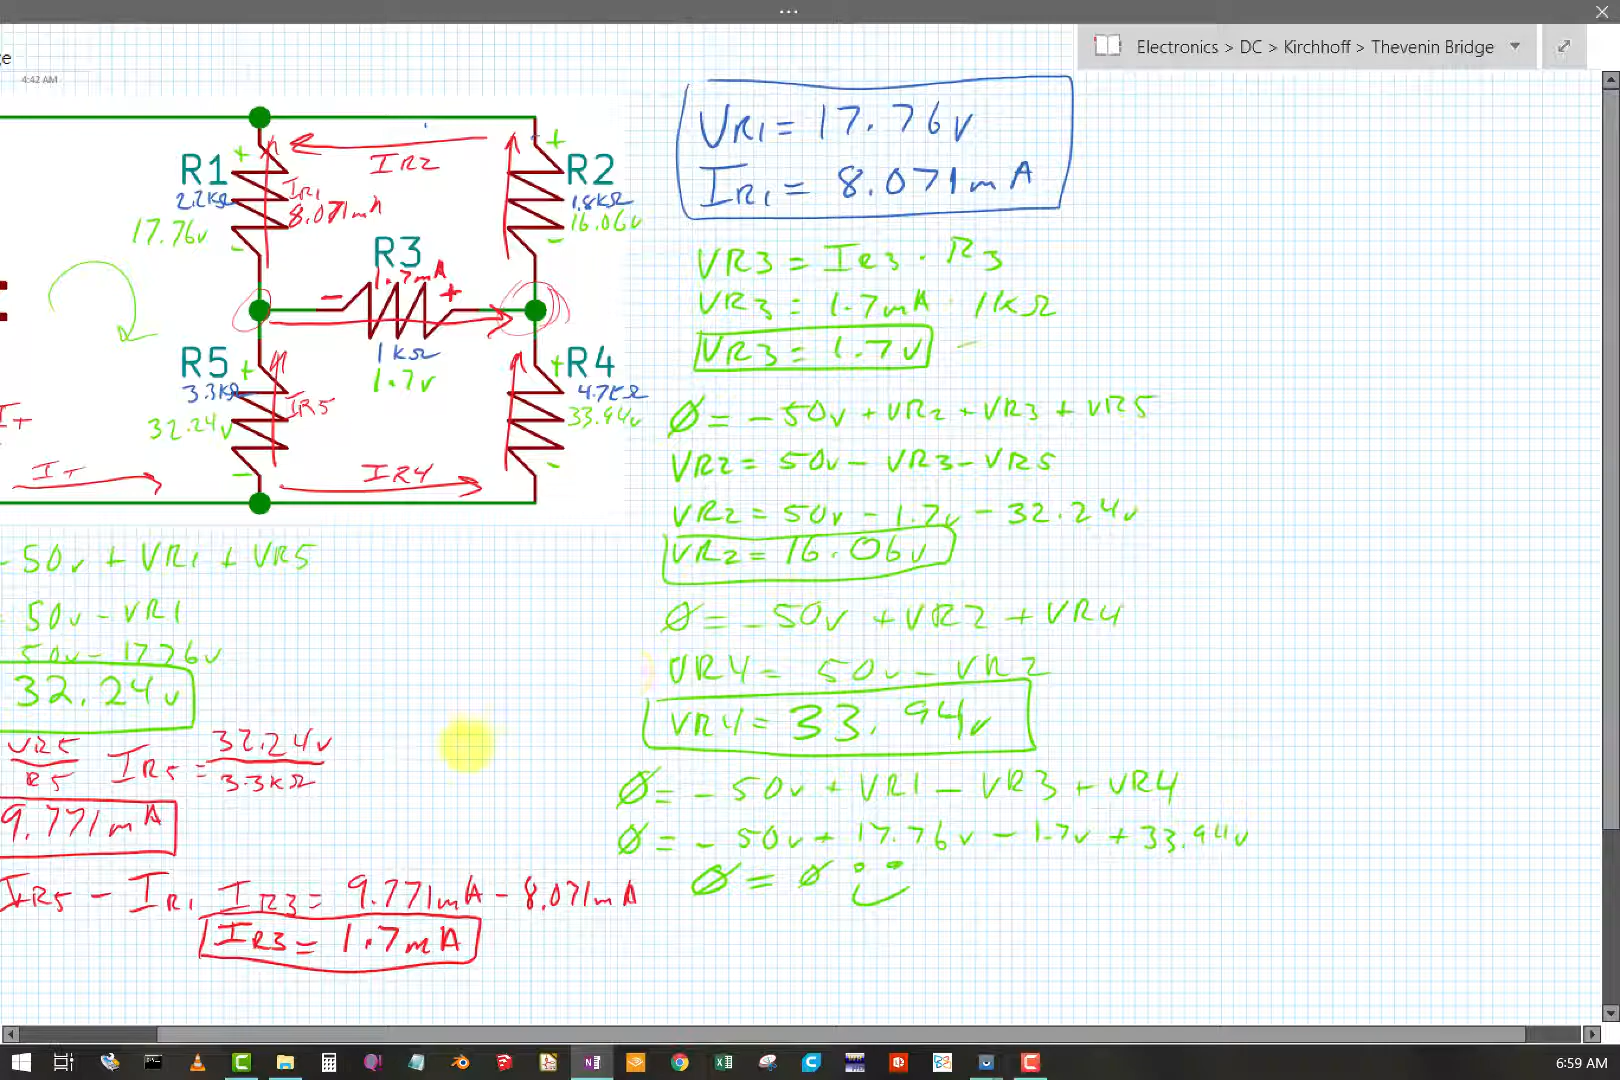 Electronics > DC > Kirchhoff > Thevenin Bridge
ge
4:42 AM
R1
2.2kΩ
17.76v
+
-
IR1
8.071mA
IR2
+
R2
1.8kΩ
16.06v
-
R3
1.7mA
- +
1kΩ
1.7v
R5
3.3kΩ
32.24v
+
-
IR5
+
R4
4.7kΩ
33.94v
-
IT
IT
IR4
VR1 = 17.76v
IR1 = 8.071mA
VR3 = IR3 · R3
VR3 = 1.7mA · 1kΩ
VR3 = 1.7v
Ø = -50v + VR2 + VR3 + VR5
VR2 = 50v - VR3 - VR5
VR2 = 50v - 1.7v - 32.24v
VR2 = 16.06v
Ø = -50v + VR2 + VR4
VR4 = 50v - VR2
VR4 = 33.94v
Ø = -50v + VR1 - VR3 + VR4
Ø = -50v + 17.76v - 1.7v + 33.94v
Ø = Ø
-50v + VR1 + VR5
= 50v - VR1
50v - 17.76v
32.24v
VR5
R5
IR5 = 32.24v
3.3kΩ
9.771mA
IR5 - IR1 IR3 = 9.771mA - 8.071mA
IR3 = 1.7mA
6:59 AM